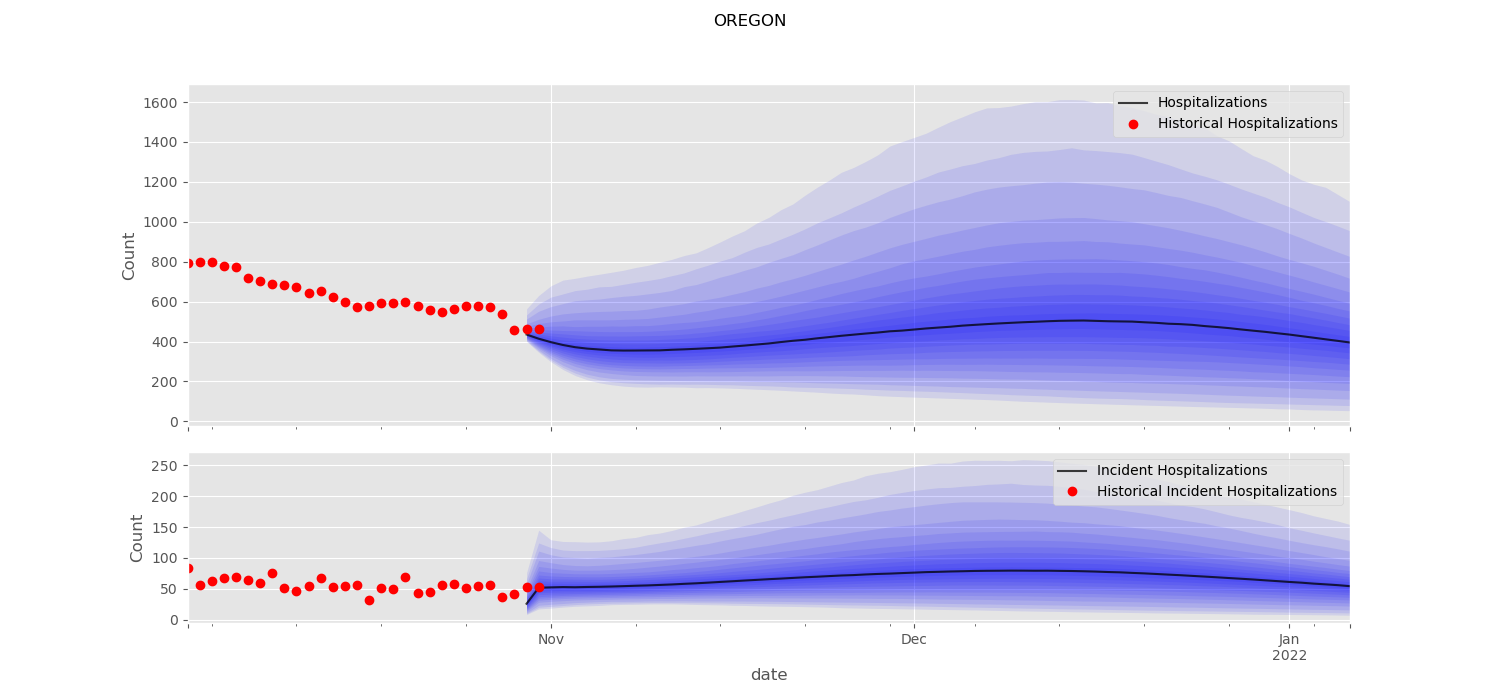 OREGON
Count
1600
1400
1200
1000
800
600
400
200
0
Hospitalizations
Historical Hospitalizations
Count
250
200
150
100
50
0
Incident Hospitalizations
Historical Incident Hospitalizations
Nov
Dec
Jan
2022
date